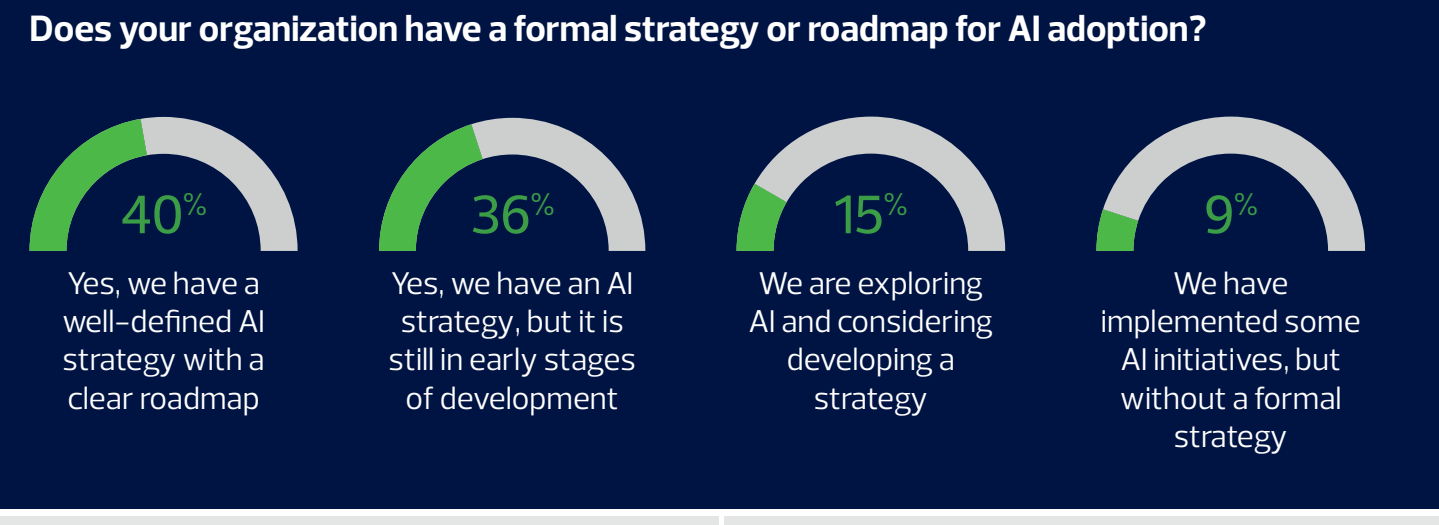 Does your organization have a formal strategy or roadmap for AI adoption?
40%
Yes, we have a
well-defined AI
strategy with a
clear roadmap
36%
Yes, we have an AI
strategy, but it is
still in early stages
of development
15%
We are exploring
AI and considering
developing a
strategy
9%
We have
implemented some
AI initiatives, but
without a formal
strategy